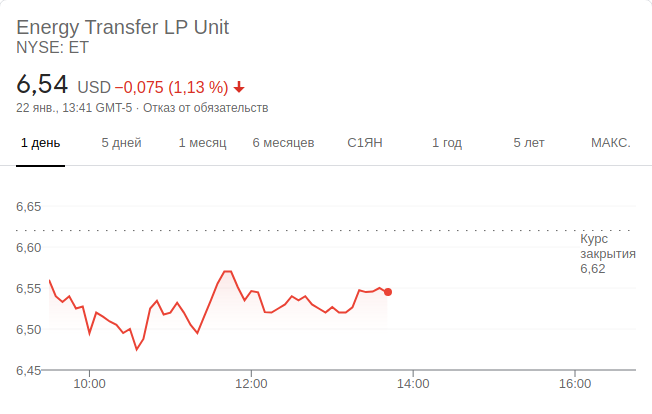 Energy Transfer LP Unit
NYSE: ET
6,54 USD −0,075 (1,13 %)
22 янв., 13:41 GMT-5 · Отказ от обязательств
1 день 5 дней 1 месяц 6 месяцев С1ЯН 1 год 5 лет МАКС.
6,65
Курс
закрытия
6,62
6,60
6,55
6,50
6,45
10:00 12:00 14:00 16:00